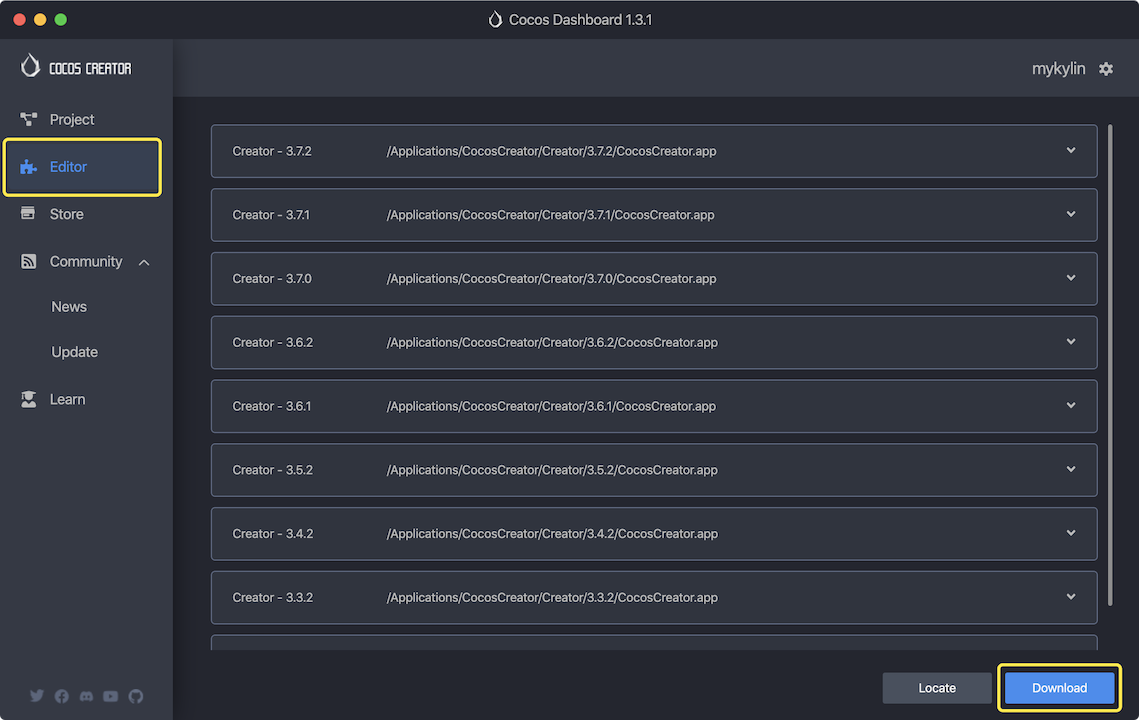 Cocos Dashboard 1.3.1
COCOS CREATOR
mykylin
Project
Editor
Store
Community
News
Update
Learn
Creator - 3.7.2 /Applications/CocosCreator/Creator/3.7.2/CocosCreator.app
Creator - 3.7.1 /Applications/CocosCreator/Creator/3.7.1/CocosCreator.app
Creator - 3.7.0 /Applications/CocosCreator/Creator/3.7.0/CocosCreator.app
Creator - 3.6.2 /Applications/CocosCreator/Creator/3.6.2/CocosCreator.app
Creator - 3.6.1 /Applications/CocosCreator/Creator/3.6.1/CocosCreator.app
Creator - 3.5.2 /Applications/CocosCreator/Creator/3.5.2/CocosCreator.app
Creator - 3.4.2 /Applications/CocosCreator/Creator/3.4.2/CocosCreator.app
Creator - 3.3.2 /Applications/CocosCreator/Creator/3.3.2/CocosCreator.app
Locate
Download